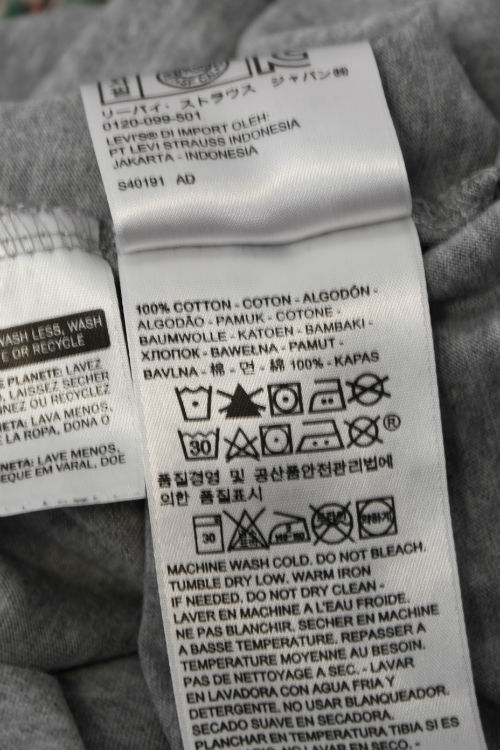 リーバイ・ストラウス ジャパン㈱
0120-099-501
LEVI'S® DI IMPORT OLEH:
PT LEVI STRAUSS INDONESIA
JAKARTA - INDONESIA
S40191 AD
100% COTTON - COTON - ALGODÓN -
ALGODÃO - PAMUK - COTONE -
BAUMWOLLE - KATOEN - BAMBAKI -
ХЛОПОК - BAWEŁNA - PAMUT -
BAVLNA - 棉 - 면 - 綿 100% - KAPAS
30
®
품질경영 및 공산품안전관리법에
의한 품질표시
30
약하게
MACHINE WASH COLD. DO NOT BLEACH.
TUMBLE DRY LOW. WARM IRON
IF NEEDED. DO NOT DRY CLEAN -
LAVER EN MACHINE A L'EAU FROIDE.
NE PAS BLANCHIR. SECHER EN MACHINE
A BASSE TEMPERATURE. REPASSER A
TEMPERATURE MOYENNE AU BESOIN.
PAS DE NETTOYAGE A SEC. - LAVAR
EN LAVADORA CON AGUA FRIA Y
DETERGENTE. NO USAR BLANQUEADOR.
SECADO SUAVE EN SECADORA.
PLANCHAR EN TEMPERATURA TIBIA SI ES
NO LAVAR EN SECO. -
WASH LESS, WASH
E OR RECYCLE
E PLANETE: LAVEZ
, LAISSEZ SECHER
NEZ OU RECYCLEZ
NETA: LAVA MENOS,
E LA ROPA, DONA O
NETA: LAVE MENOS,
EQUE EM VARAL, DOE